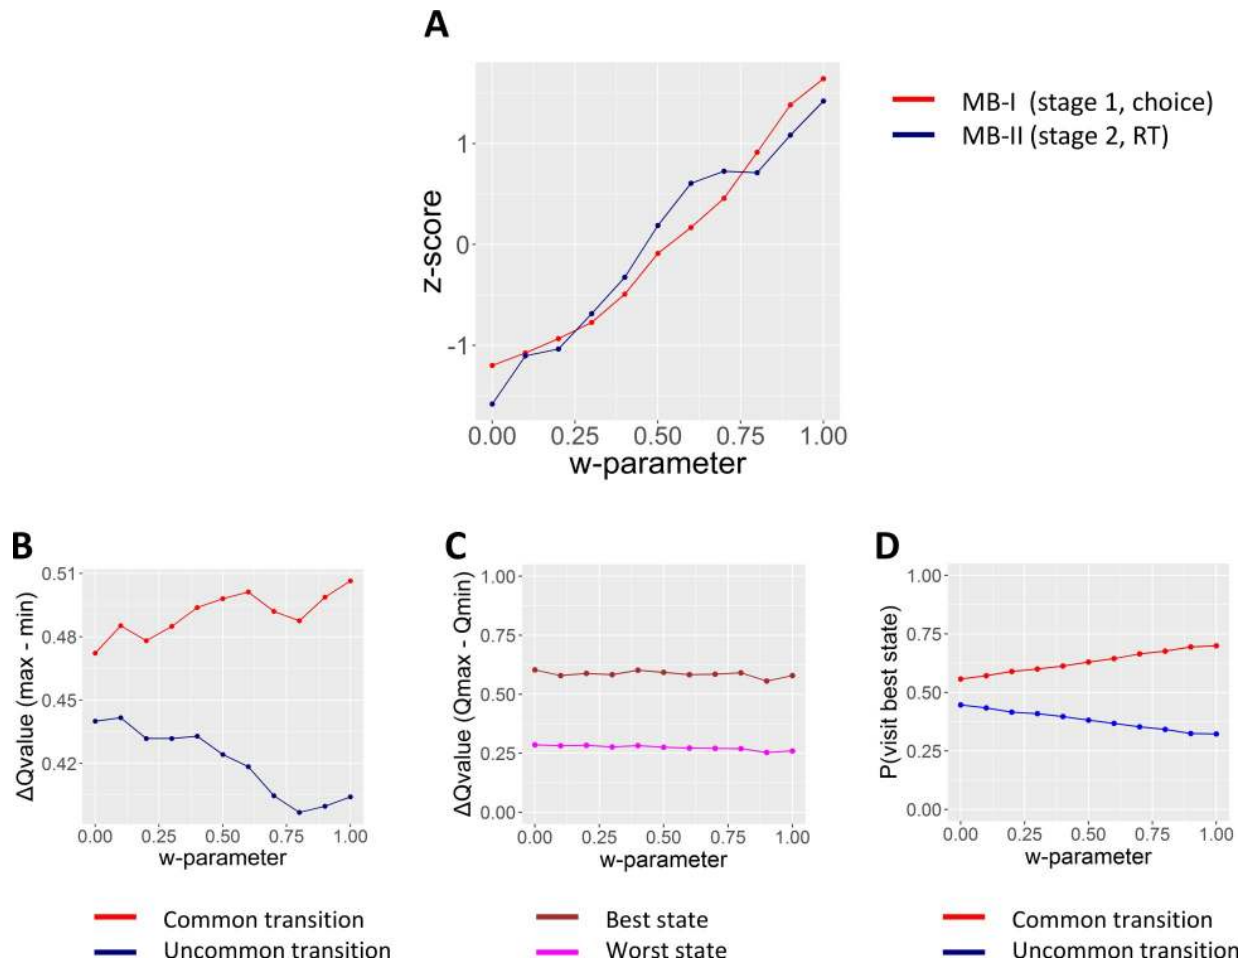 A
MB-I (stage 1, choice)
MB-II (stage 2, RT)
z-score
1
0
-1
0.00 0.25 0.50 0.75 1.00
w-parameter
B
ΔQvalue (max - min)
0.51
0.48
0.45
0.42
0.00 0.25 0.50 0.75 1.00
w-parameter
Common transition
Uncommon transition
C
ΔQvalue (Qmax - Qmin)
1.00
0.75
0.50
0.25
0.00
0.00 0.25 0.50 0.75 1.00
w-parameter
Best state
Worst state
D
P(visit best state)
1.00
0.75
0.50
0.25
0.00
0.00 0.25 0.50 0.75 1.00
w-parameter
Common transition
Uncommon transition